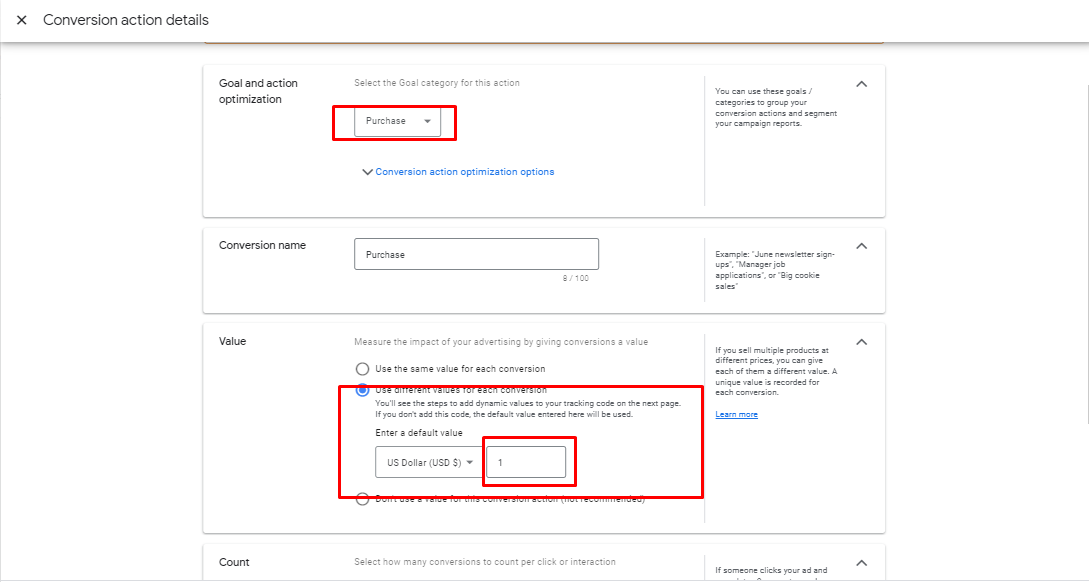 Conversion action details
Goal and action
optimization
Select the Goal category for this action
Purchase
Conversion action optimization options
You can use these goals /
categories to group your
conversion actions and segment
your campaign reports.
Conversion name
Purchase
8 / 100
Example: "June newsletter sign-
ups", "Manager job
applications", or "Big cookie
sales"
Value
Measure the impact of your advertising by giving conversions a value
Use the same value for each conversion
Use different values for each conversion
You'll see the steps to add dynamic values to your tracking code on the next page.
If you don't add this code, the default value entered here will be used.
Enter a default value
US Dollar (USD $)
1
Don't use a value for this conversion action (not recommended)
If you sell multiple products at
different prices, you can give
each of them a different value. A
unique value is recorded for
each conversion.
Learn more
Count
Select how many conversions to count per click or interaction
If someone clicks your ad and